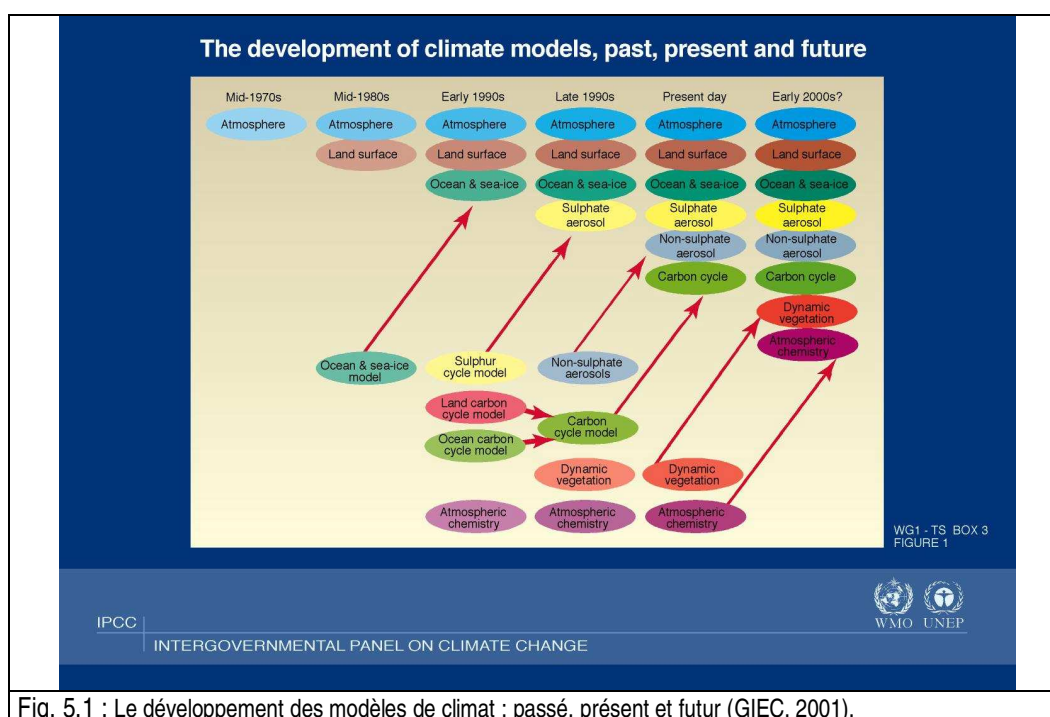 The development of climate models, past, present and future
Mid-1970s Mid-1980s Early 1990s Late 1990s Present day Early 2000s?
Atmosphere Atmosphere Atmosphere Atmosphere Atmosphere Atmosphere
Land surface Land surface Land surface Land surface Land surface
Ocean & sea-ice Ocean & sea-ice Ocean & sea-ice Ocean & sea-ice
Sulphate Sulphate Sulphate
aerosol aerosol aerosol
Non-sulphate Non-sulphate
aerosol aerosol
Carbon cycle Carbon cycle
Dynamic
vegetation
Atmospheric
chemistry
Ocean & sea-ice
model
Sulphur
cycle model
Non-sulphate
aerosols
Land carbon
cycle model
Carbon
cycle model
Ocean carbon
cycle model
Dynamic Dynamic
vegetation vegetation
Atmospheric Atmospheric Atmospheric
chemistry chemistry chemistry
WG1 - TS BOX 3
FIGURE 1
IPCC
INTERGOVERNMENTAL PANEL ON CLIMATE CHANGE
WMO UNEP
Fig. 5.1 : Le développement des modèles de climat : passé, présent et futur (GIEC, 2001).